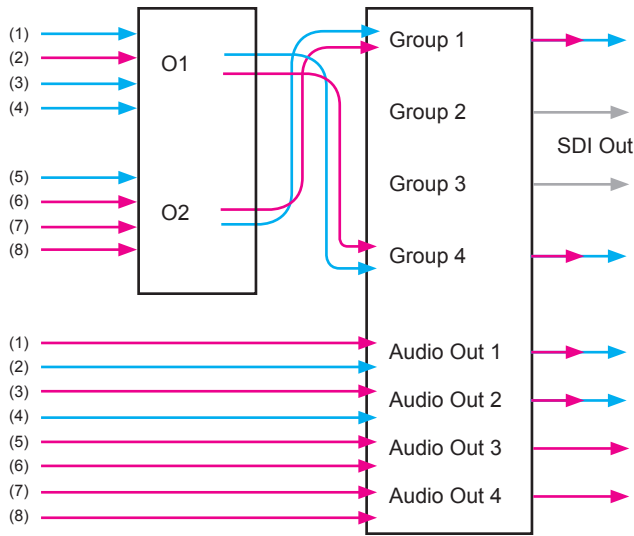 (1)
(2)
(3)
(4)
(5)
(6)
(7)
(8)
O1
O2
Group 1
Group 2
Group 3
Group 4
SDI Out
(1)
(2)
(3)
(4)
(5)
(6)
(7)
(8)
Audio Out 1
Audio Out 2
Audio Out 3
Audio Out 4